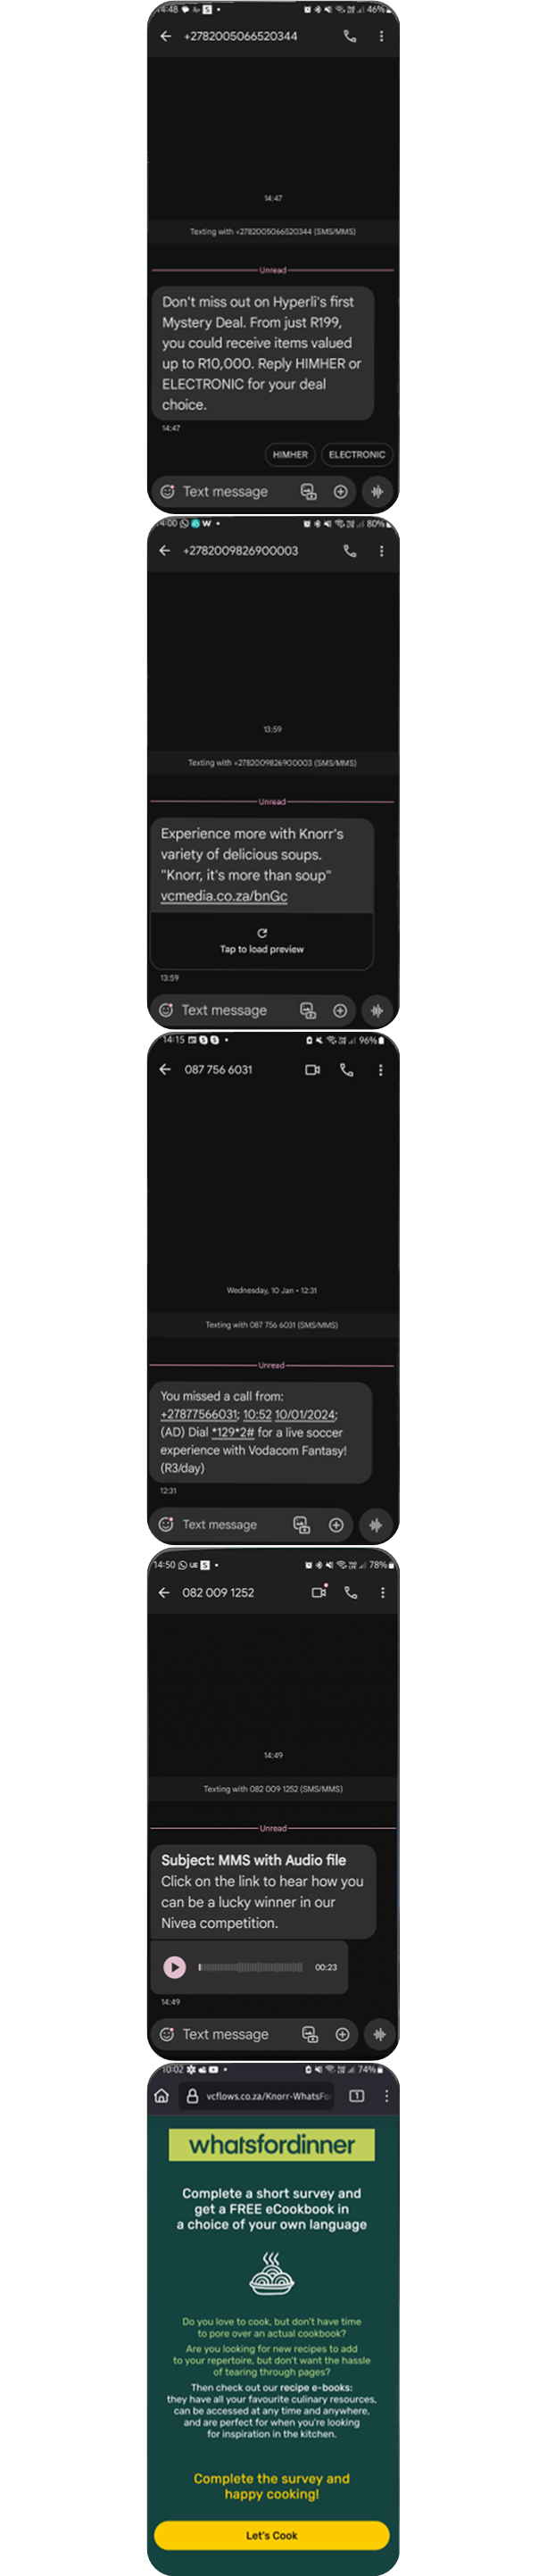 14:48 46%
+2782005066520344
14:47
Texting with +2782005066520344 (SMS/MMS)
Unread
Don't miss out on Hyperli's first
Mystery Deal. From just R199,
you could receive items valued
up to R10,000. Reply HIMHER or
ELECTRONIC for your deal
choice.
14:47
HIMHER ELECTRONIC
Text message
14:00 W 80%
+2782009826900003
13:59
Texting with +2782009826900003 (SMS/MMS)
Unread
Experience more with Knorr's
variety of delicious soups.
"Knorr, it's more than soup"
vcmedia.co.za/bnGc
Tap to load preview
13:59
Text message
14:15 96%
087 756 6031
Wednesday, 10 Jan • 12:31
Texting with 087 756 6031 (SMS/MMS)
Unread
You missed a call from:
+27877566031; 10:52 10/01/2024;
(AD) Dial *129*2# for a live soccer
experience with Vodacom Fantasy!
(R3/day)
12:31
Text message
14:50 UE S 78%
082 009 1252
14:49
Texting with 082 009 1252 (SMS/MMS)
Unread
Subject: MMS with Audio file
Click on the link to hear how you
can be a lucky winner in our
Nivea competition.
00:23
14:49
Text message
10:02 74%
vcflows.co.za/Knorr-WhatsFo
1
whatsfordinner
Complete a short survey and
get a FREE eCookbook in
a choice of your own language
Do you love to cook, but don't have time
to pore over an actual cookbook?
Are you looking for new recipes to add
to your repertoire, but don't want the hassle
of tearing through pages?
Then check out our recipe e-books:
they have all your favourite culinary resources,
can be accessed at any time and anywhere,
and are perfect for when you're looking
for inspiration in the kitchen.
Complete the survey and
happy cooking!
Let's Cook